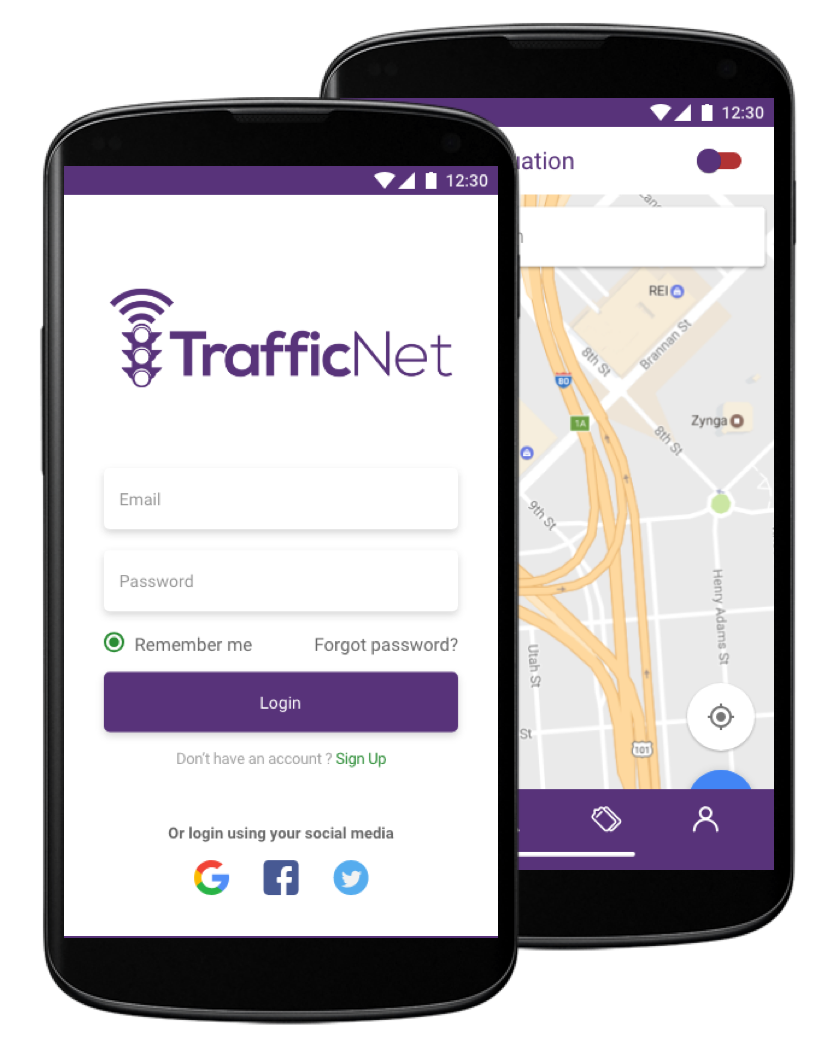 12:30
TrafficNet
Email
Password
Remember me
Forgot password?
Login
Don't have an account ? Sign Up
Or login using your social media
12:30
REI
8th St
Brannan St
80
1A
Zynga
8th St
9th St
Henry Adams St
Utah St
St
101